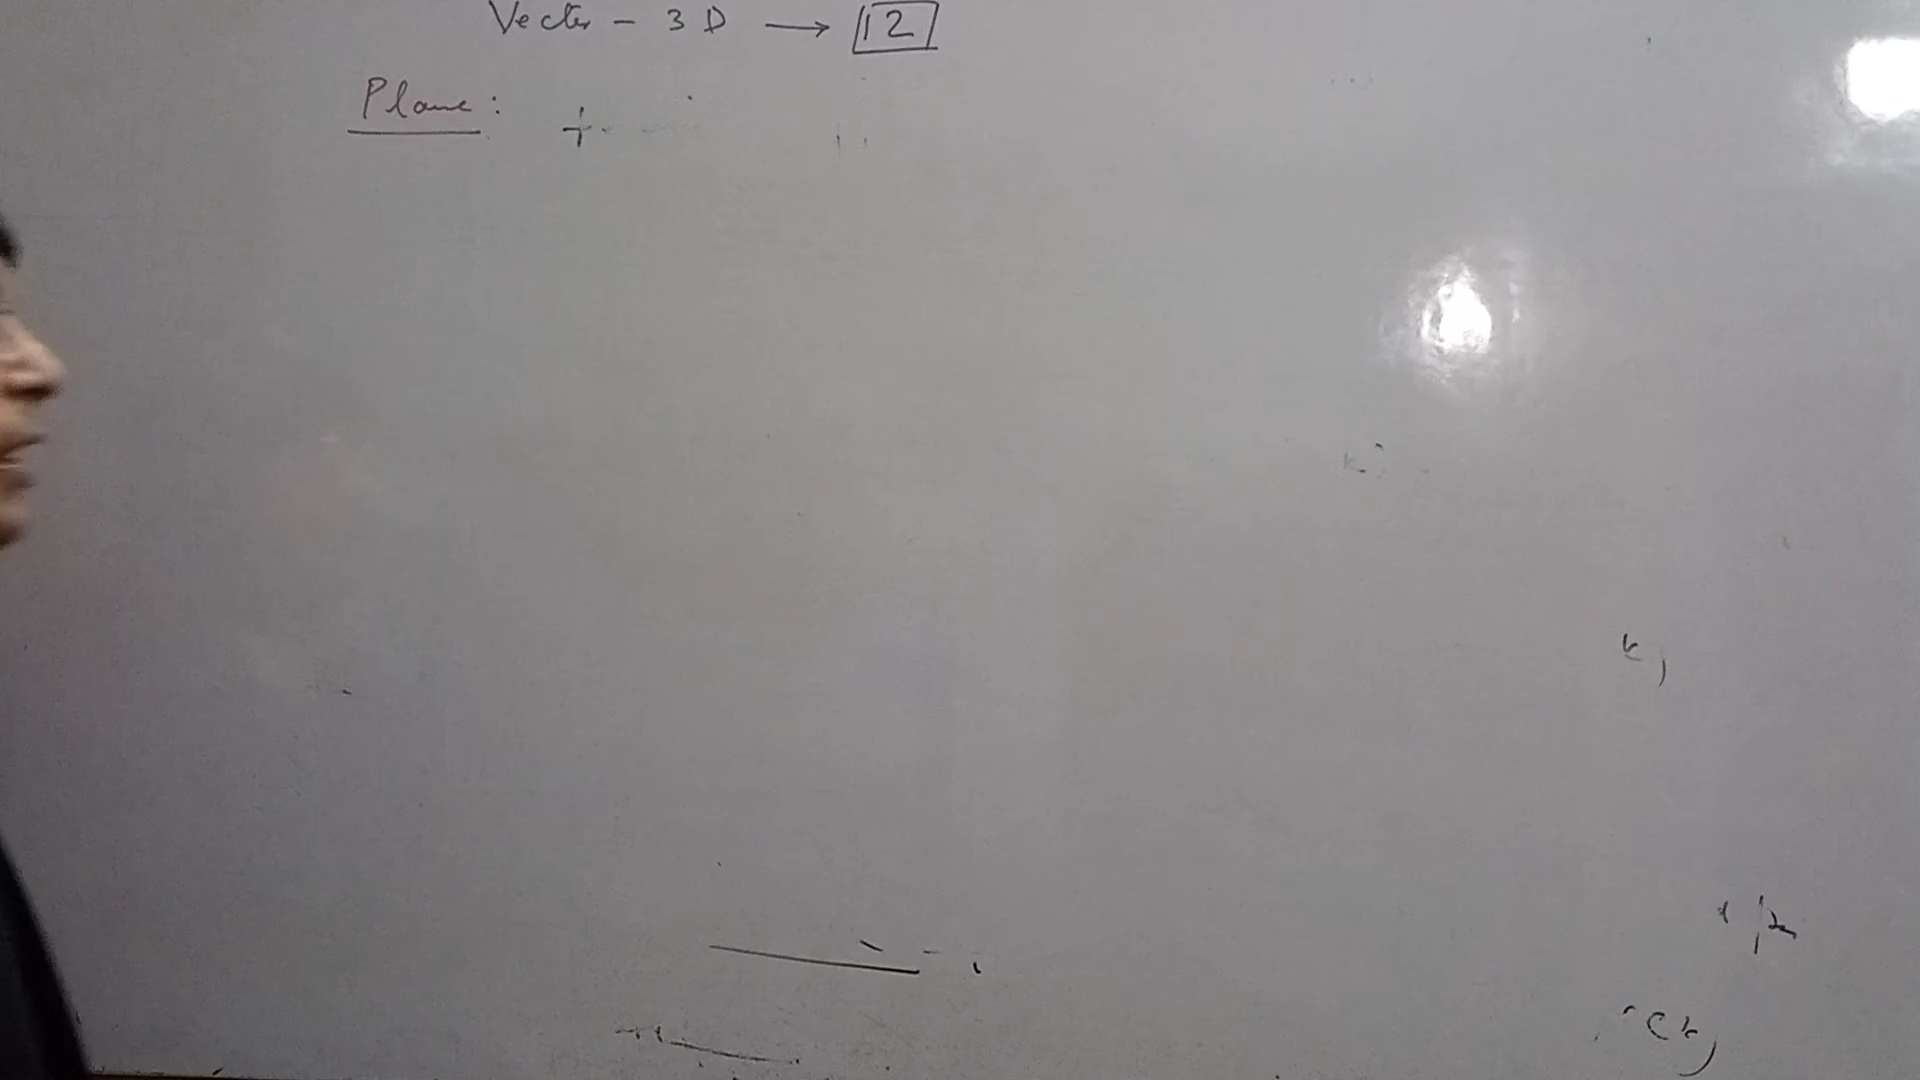 Vector - 3D → 12
Plane :